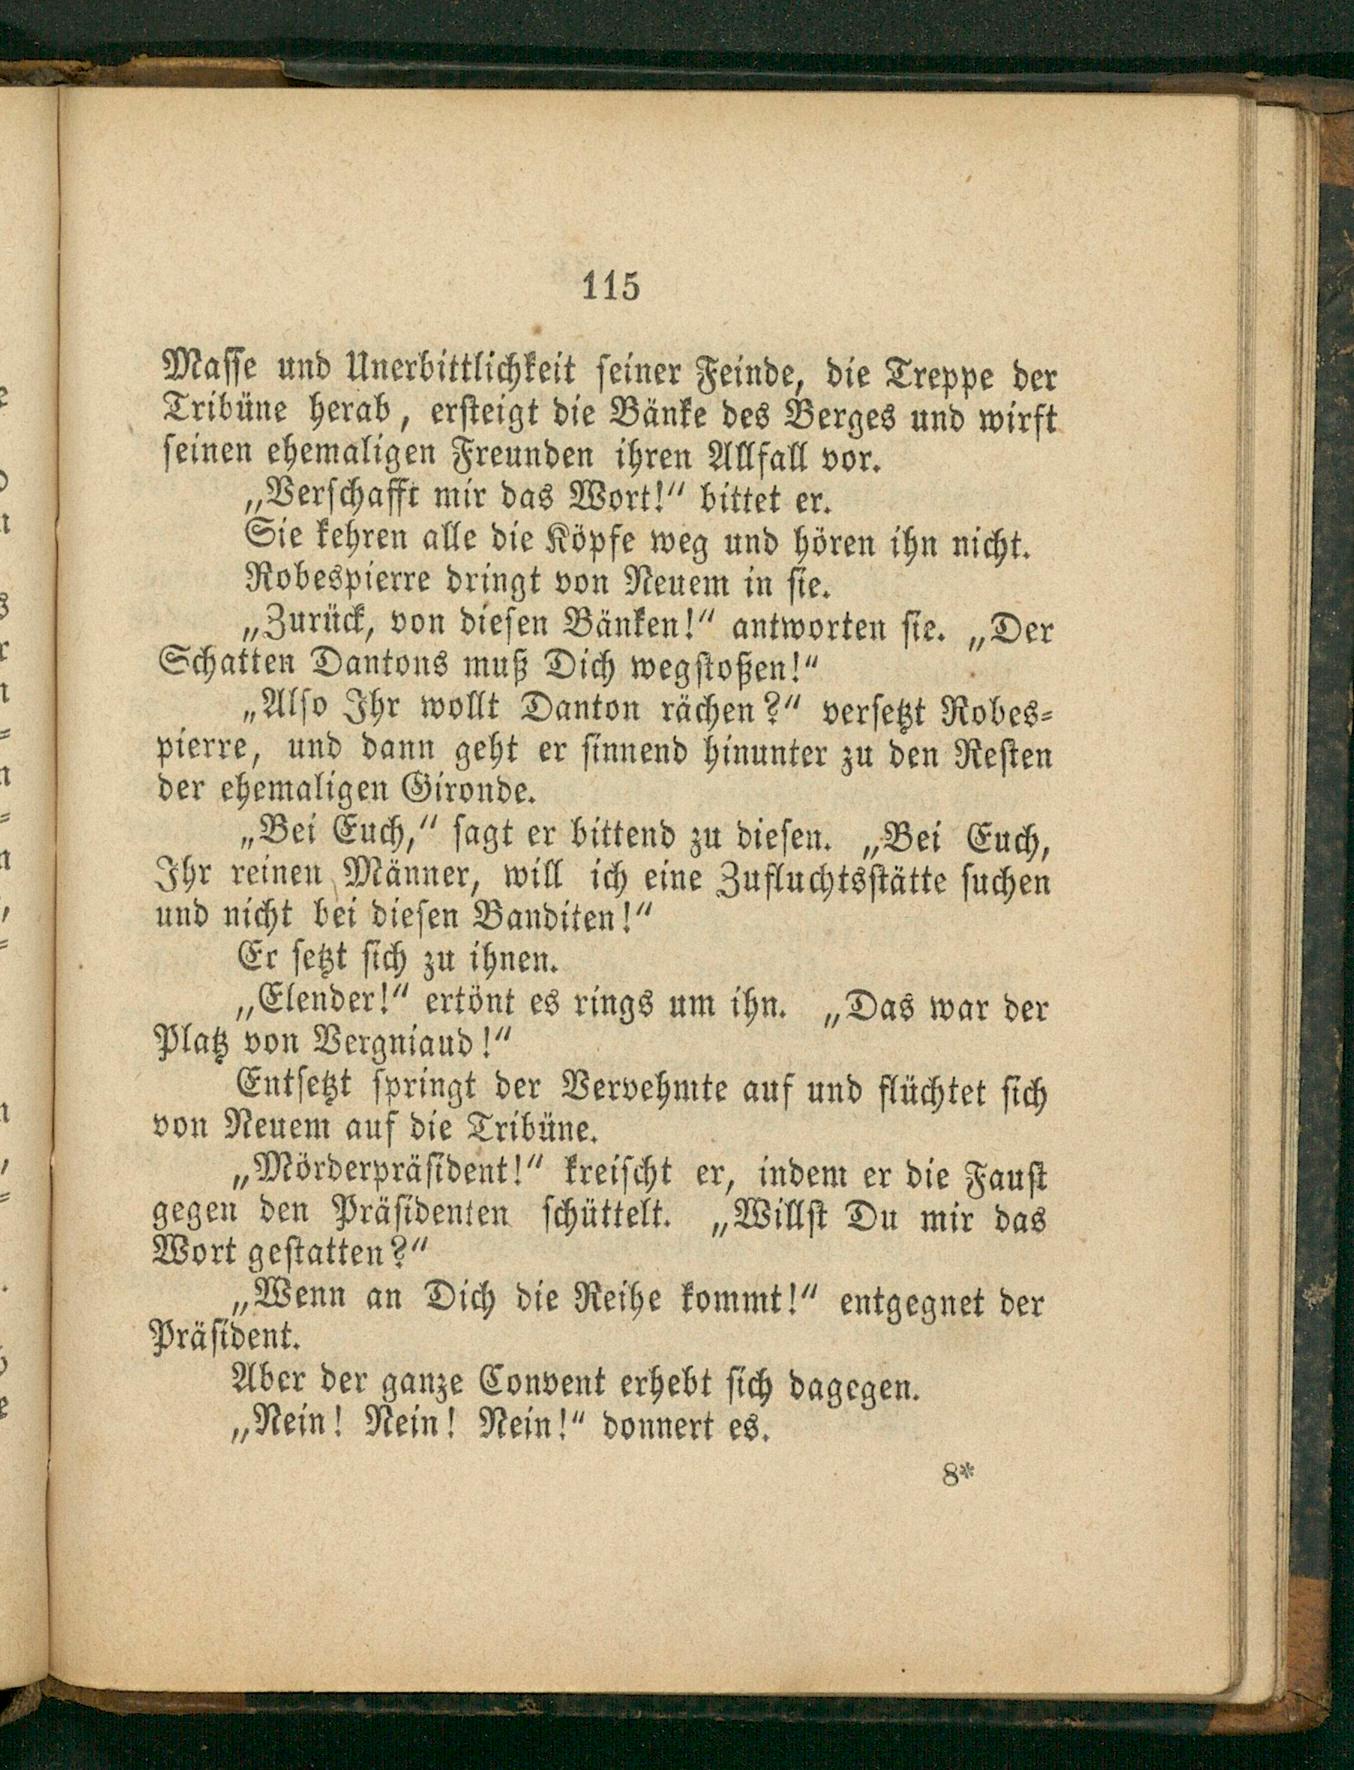 115
Masse und Unerbittlichkeit seiner Feinde, die Treppe der
Tribüne herab, ersteigt die Bänke des Berges und wirft
seinen ehemaligen Freunden ihren Allfall vor.
„Verschafft mir das Wort!“ bittet er.
Sie kehren alle die Köpfe weg und hören ihn nicht.
Robespierre dringt von Neuem in sie.
„Zurück, von diesen Bänken!“ antworten sie. „Der
Schatten Dantons muß Dich wegstoßen!“
„Also Ihr wollt Danton rächen?“ versetzt Robes-
pierre, und dann geht er sinnend hinunter zu den Resten
der ehemaligen Gironde.
„Bei Euch,“ sagt er bittend zu diesen. „Bei Euch,
Ihr reinen Männer, will ich eine Zufluchtsstätte suchen
und nicht bei diesen Banditen!“
Er setzt sich zu ihnen.
„Elender!“ ertönt es rings um ihn. „Das war der
Platz von Vergniaud!“
Entsetzt springt der Vervehmte auf und flüchtet sich
von Neuem auf die Tribüne.
„Mörderpräsident!“ kreischt er, indem er die Faust
gegen den Präsidenten schüttelt. „Willst Du mir das
Wort gestatten?“
„Wenn an Dich die Reihe kommt!“ entgegnet der
Präsident.
Aber der ganze Convent erhebt sich dagegen.
„Nein! Nein! Nein!“ donnert es.
8*